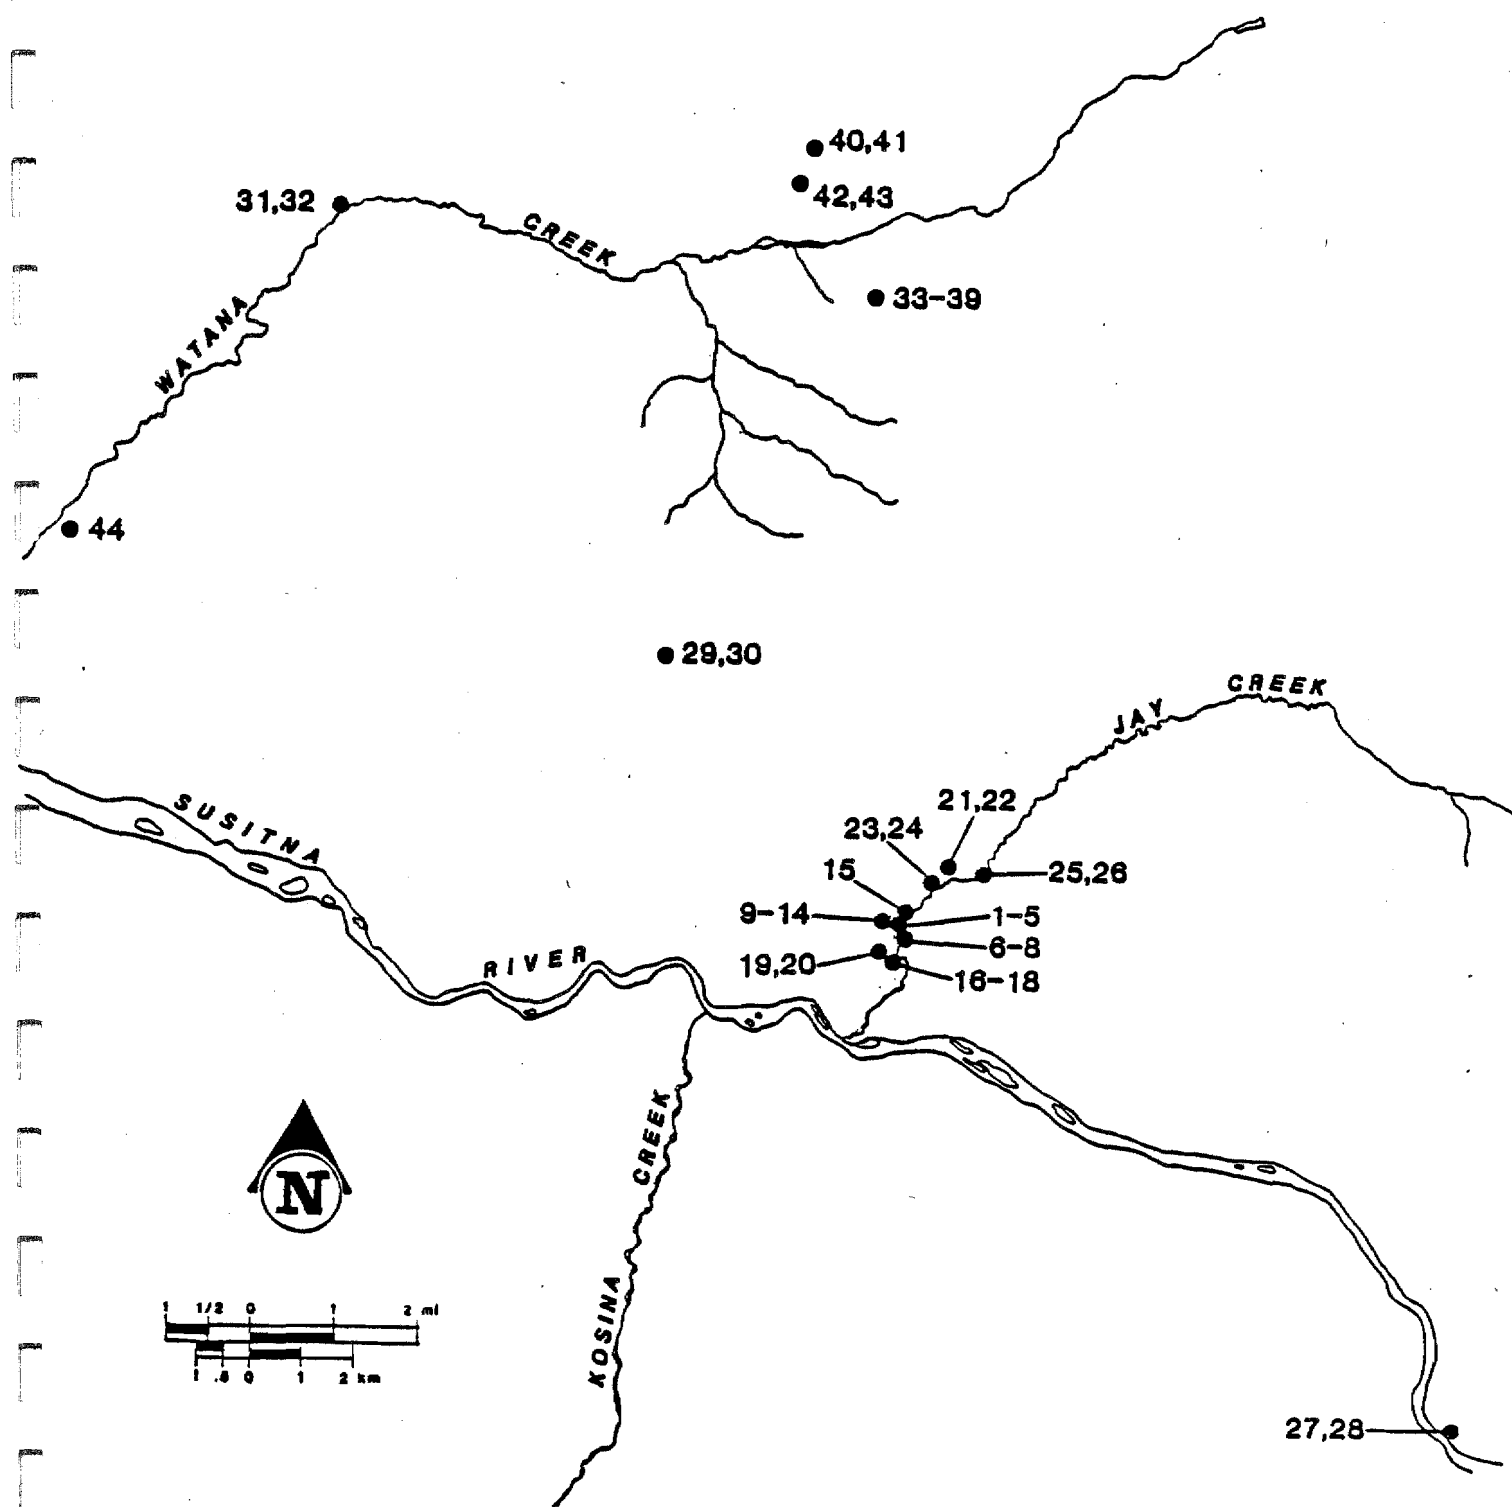 40,41
42,43
31,32
CREEK
33-39
WATANA
44
29,30
CREEK
JAY
21,22
SUSITNA
23,24
15
25,26
9-14
1-5
6-8
RIVER
19,20
16-18
CREEK
N
KOSINA
1 1/2 0 1 2 mi
1 .5 0 1 2 km
27,28